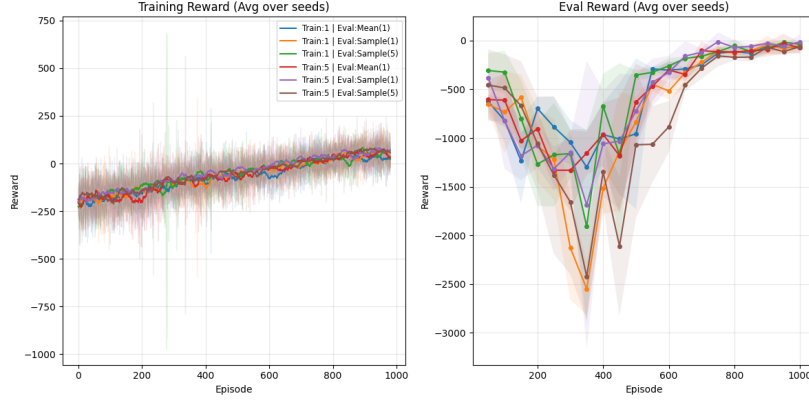 Training Reward (Avg over seeds)
750
500
250
0
−250
−500
−750
−1000
Reward
0
200
400
600
800
1000
Episode
Train:1 | Eval:Mean(1)
Train:1 | Eval:Sample(1)
Train:1 | Eval:Sample(5)
Train:5 | Eval:Mean(1)
Train:5 | Eval:Sample(1)
Train:5 | Eval:Sample(5)
Eval Reward (Avg over seeds)
0
−500
−1000
−1500
−2000
−2500
−3000
Reward
200
400
600
800
1000
Episode